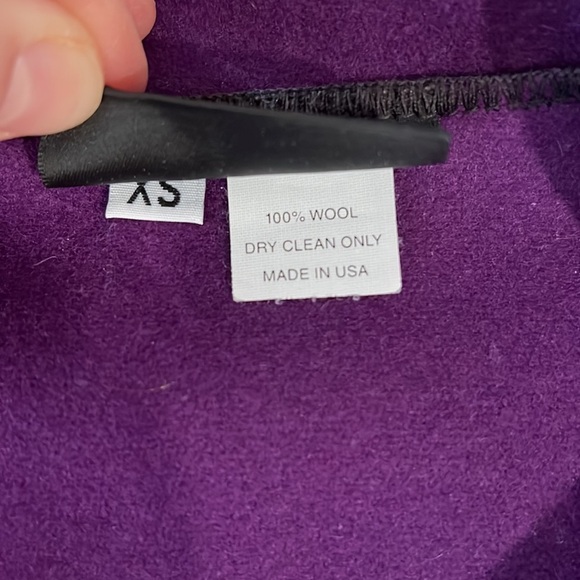 XS
100% WOOL
DRY CLEAN ONLY
MADE IN USA